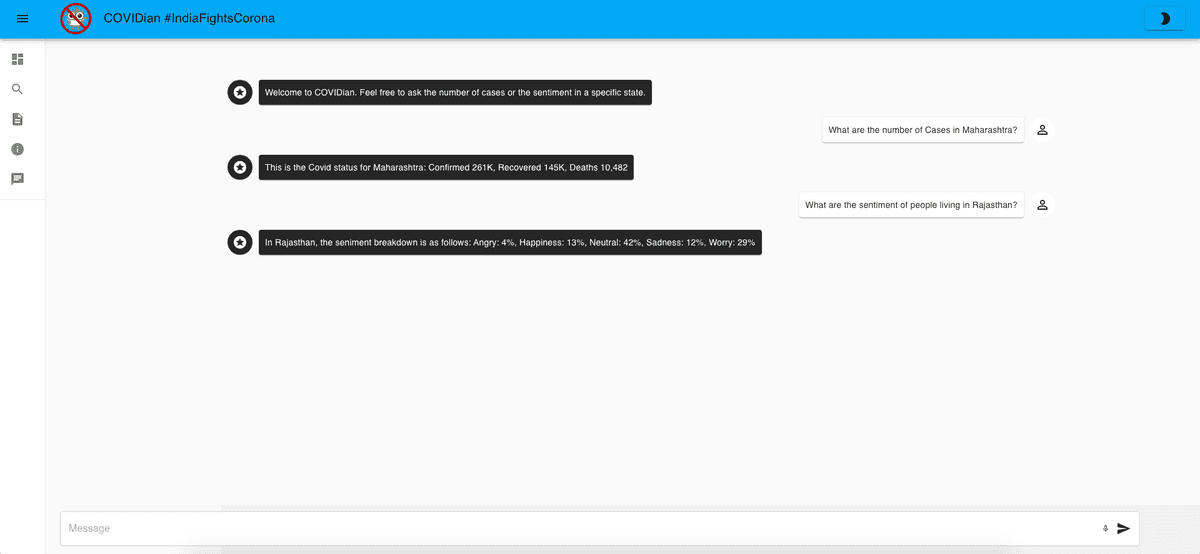 COVIDian #IndiaFightsCorona
Welcome to COVIDian. Feel free to ask the number of cases or the sentiment in a specific state.
What are the number of Cases in Maharashtra?
This is the Covid status for Maharashtra: Confirmed 261K, Recovered 145K, Deaths 10,482
What are the sentiment of people living in Rajasthan?
In Rajasthan, the seniment breakdown is as follows: Angry: 4%, Happiness: 13%, Neutral: 42%, Sadness: 12%, Worry: 29%
Message